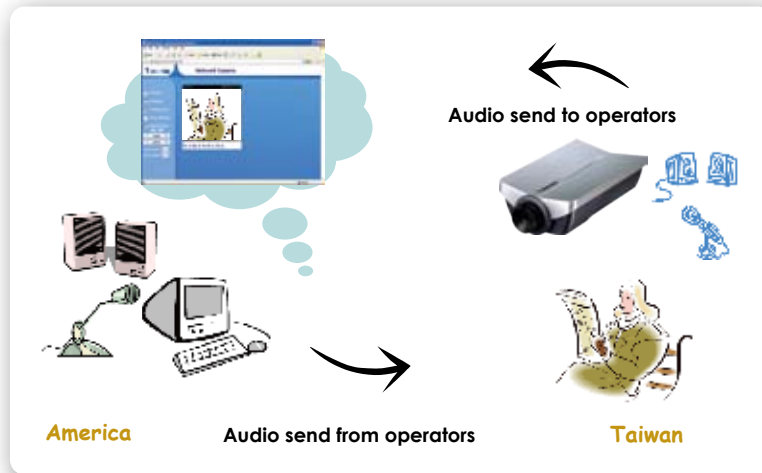 Audio send to operators
America
Audio send from operators
Taiwan